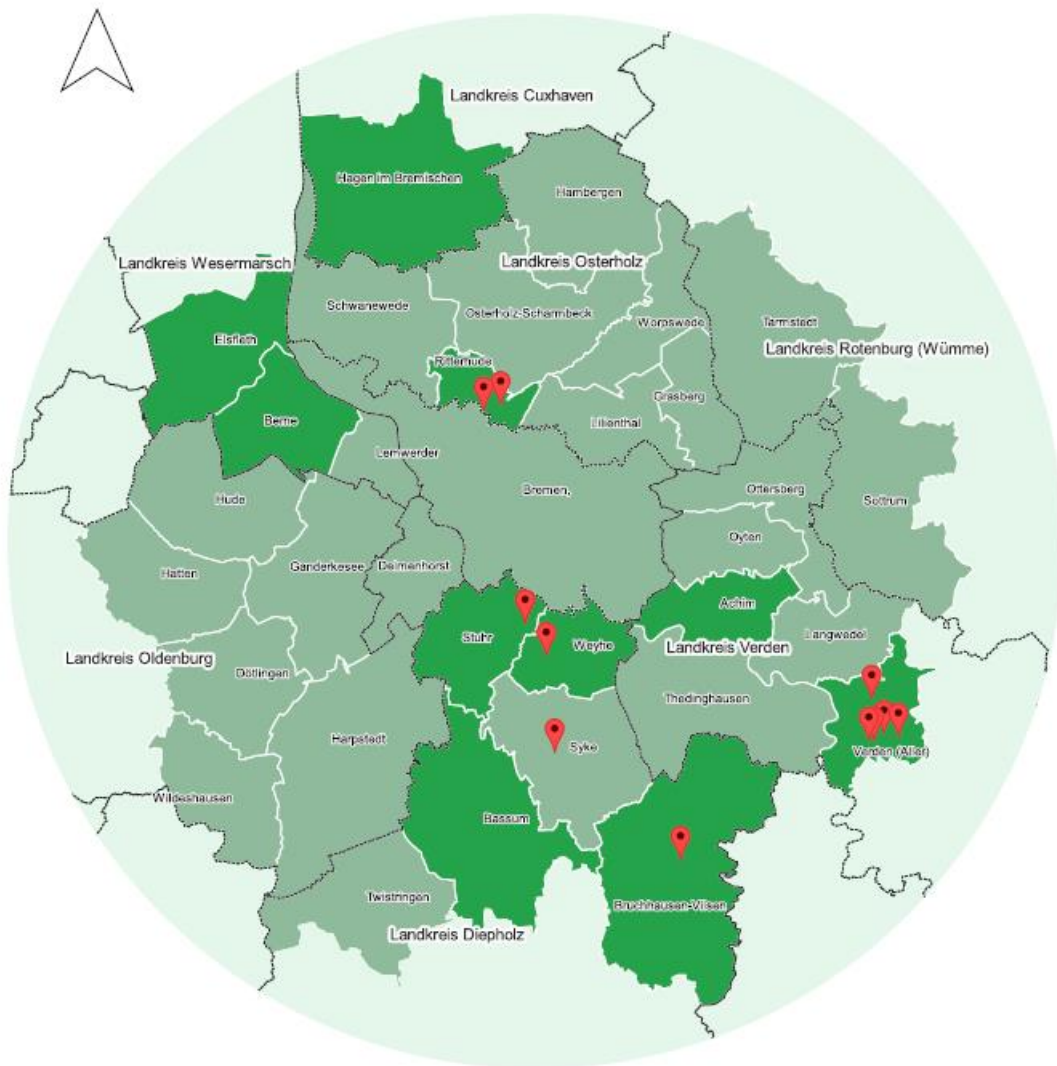 Landkreis Cuxhaven
Hagen im Bremischen
Hambergen
Landkreis Wesermarsch
Landkreis Osterholz
Schwanewede
Osterholz-Scharmbeck
Worpswede
Tarmstedt
Elsfleth
Landkreis Rotenburg (Wümme)
Ritterhude
Grasberg
Berne
Lilienthal
Lemwerder
Bremen,
Ottersberg
Hude
Sottrum
Oyten
Hatten
Ganderkesee
Delmenhorst
Achim
Stuhr
Weyhe
Langwedel
Landkreis Verden
Landkreis Oldenburg
Dötlingen
Thedinghausen
Harpstedt
Syke
Verden (Aller)
Wildeshausen
Bassum
Twistringen
Bruchhausen-Vilsen
Landkreis Diepholz